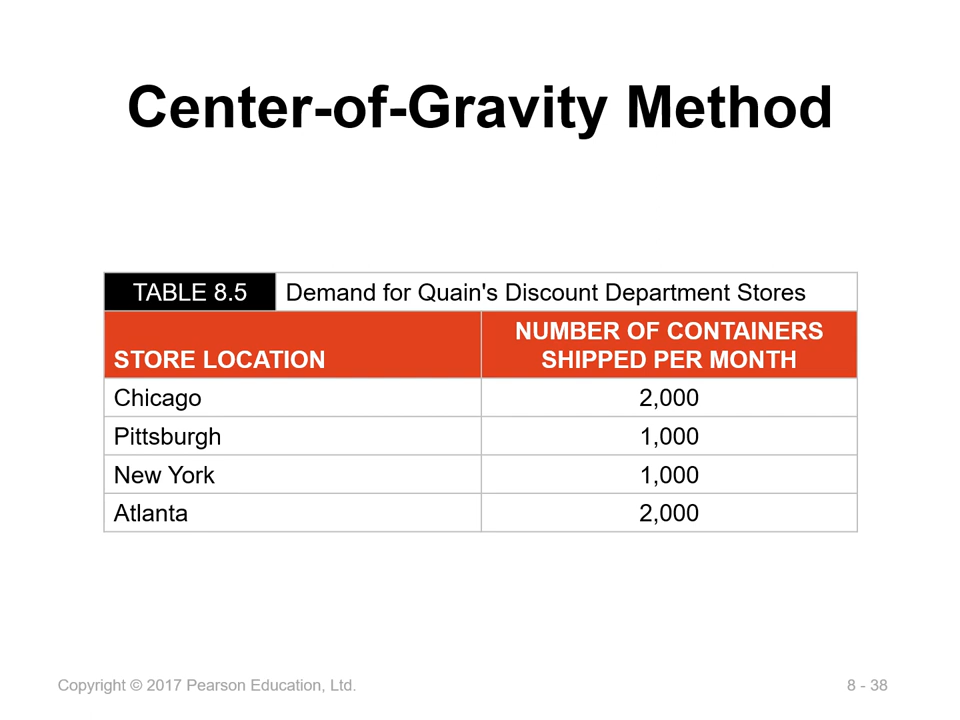 Center-of-Gravity Method
TABLE 8.5 Demand for Quain's Discount Department Stores
STORE LOCATION NUMBER OF CONTAINERS
SHIPPED PER MONTH
Chicago 2,000
Pittsburgh 1,000
New York 1,000
Atlanta 2,000
Copyright © 2017 Pearson Education, Ltd. 8 - 38